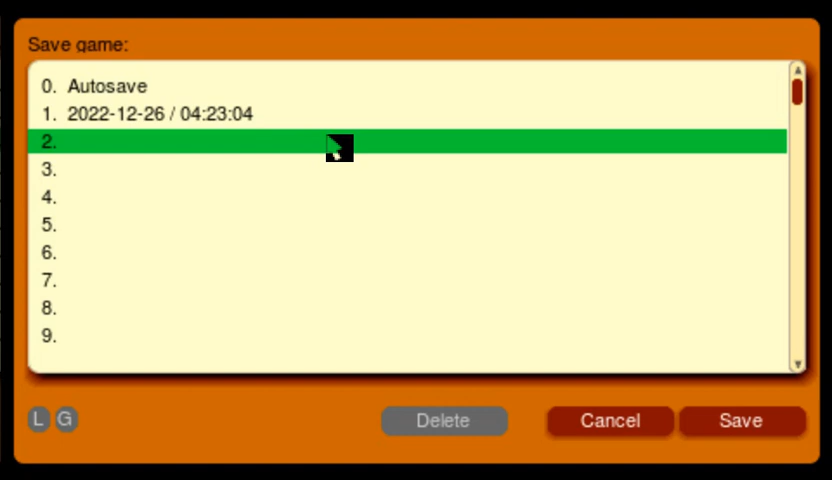 Save game:
0. Autosave
1. 2022-12-26 / 04:23:04
2.
3.
4.
5.
6.
7.
8.
9.
L G Delete Cancel Save